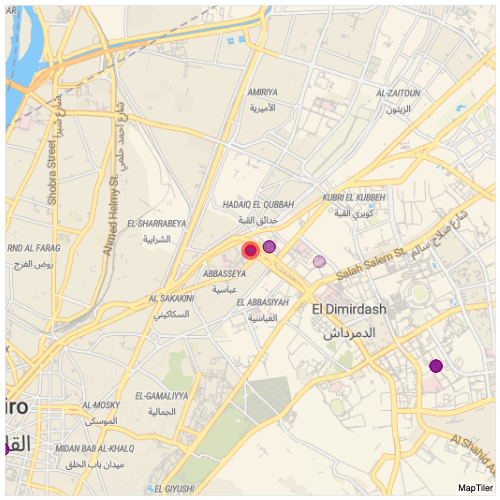 شارع شبرا
Shobra Street
شارع احمد حلمي
Ahmed Helmy St.
AMIRIYA
الأميرية
AL-ZAITOUN
الزيتون
HADAIQ EL QUBBAH
حدائق القبة
KUBRI EL KUBBEH
كوبري القبة
شارع صلاح سالم
EL-SHARRABEYA
الشرابية
RND AL FARAG
روض الفرج
Salah Salem St.
ABBASSEYA
عباسية
AL SAKAKINI
السكاكيني
EL ABBASIYAH
العباسية
El Dimirdash
الدمرداش
EL-GAMALIYYA
الجمالية
AL-MOSKY
الموسكي
iro
القا
MIDAN BAB AL-KHALQ
ميدان باب الخلق
Al Shahid A
EL GIYUSHI
MapTiler